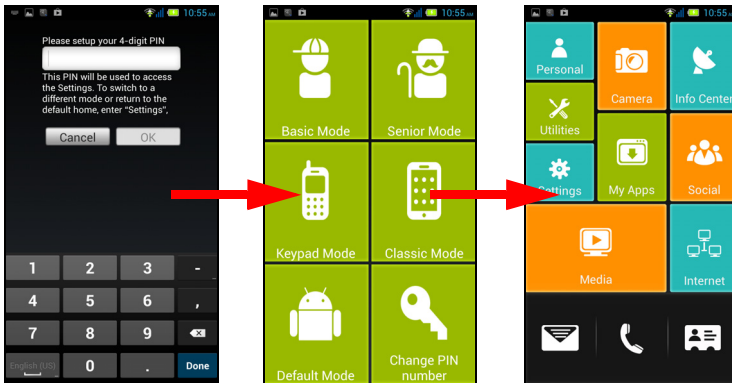 10:55 AM
Please setup your 4-digit PIN
This PIN will be used to access
the Settings. To switch to a
different mode or return to the
default home, enter "Settings",
Cancel OK
1 2 3 -
4 5 6 ,
7 8 9
English (US) 0 . Done
10:55 AM
Basic Mode Senior Mode
Keypad Mode Classic Mode
Default Mode Change PIN
number
10:55 AM
Personal
Camera Info Center
Utilities
Settings My Apps Social
Media Internet